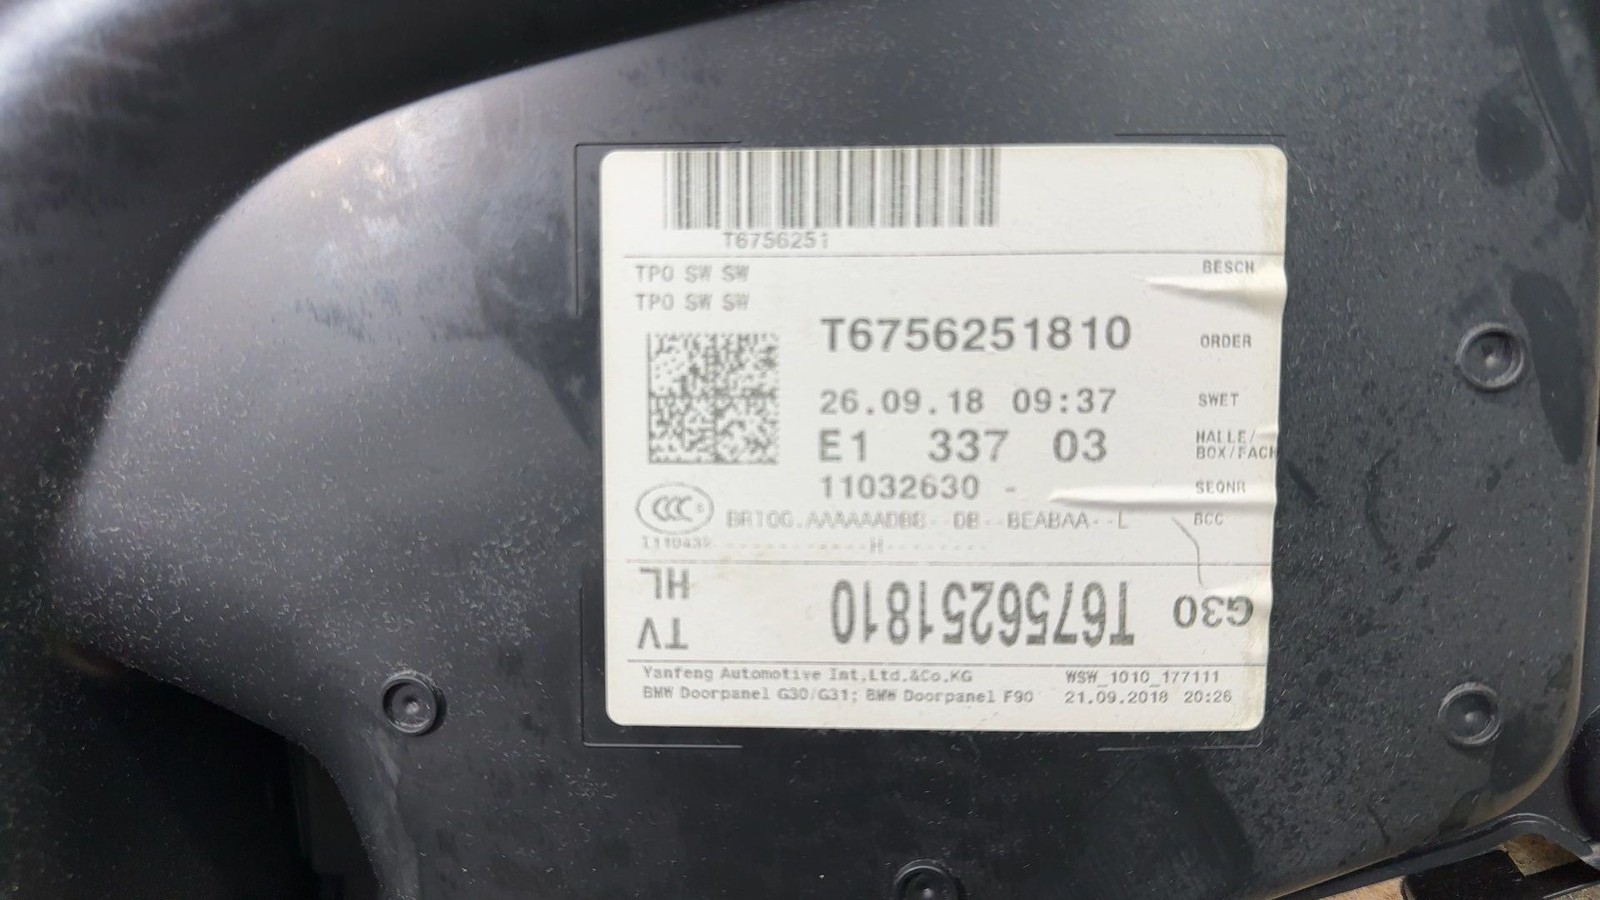 T6756251
TPO SW SW
BESCH
TPO SW SW
T6756251810 ORDER
26.09.18 09:37 SWET
E1 337 03 HALLE/
BOX/FACH
11032630 - SEQNR
CCC
BCC
H
HL
TV T6756251810 G30
Yanfeng Automotive Int.Ltd.&Co.KG WSW_1010_177111
BMW Doorpanel G30/G31; BMW Doorpanel F90 21.09.2018 20:26